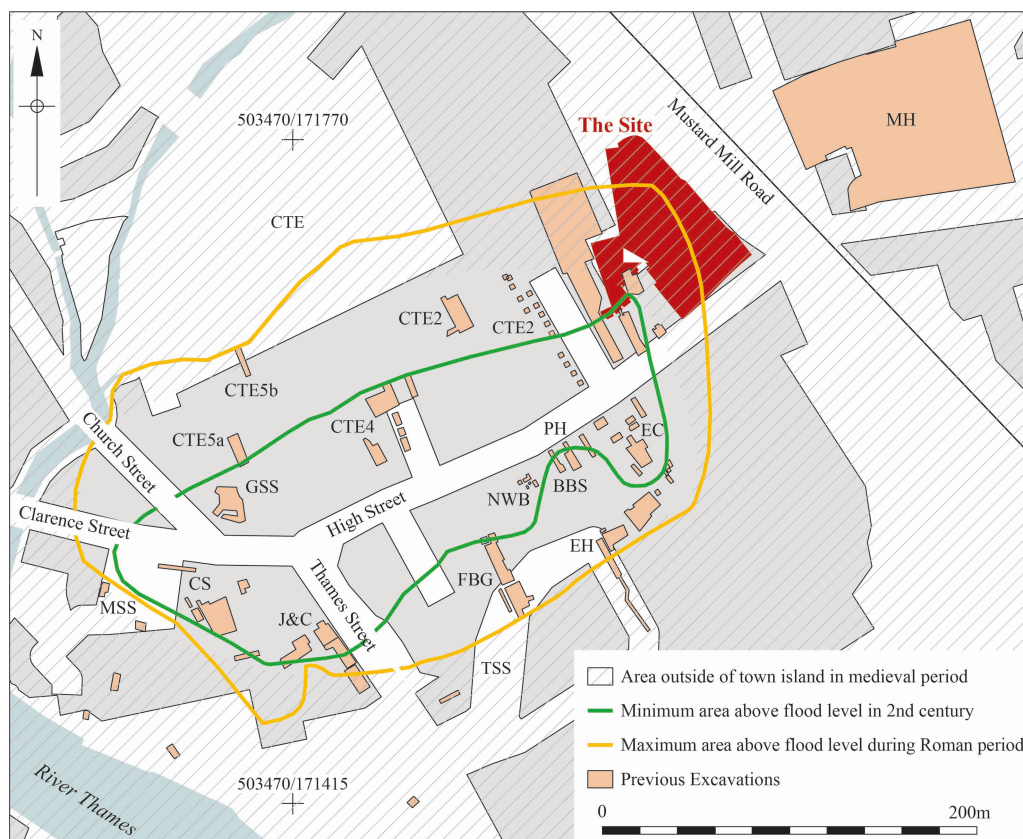 N
503470/171770
The Site
Mustard Mill Road
MH
CTE
CTE2
CTE2
CTE5b
CTE5a
CTE4
GSS
Church Street
Clarence Street
High Street
PH
EC
BBS
NWB
EH
FBG
Thames Street
CS
MSS
J&C
TSS
River Thames
503470/171415
Area outside of town island in medieval period
Minimum area above flood level in 2nd century
Maximum area above flood level during Roman period
Previous Excavations
0
200m